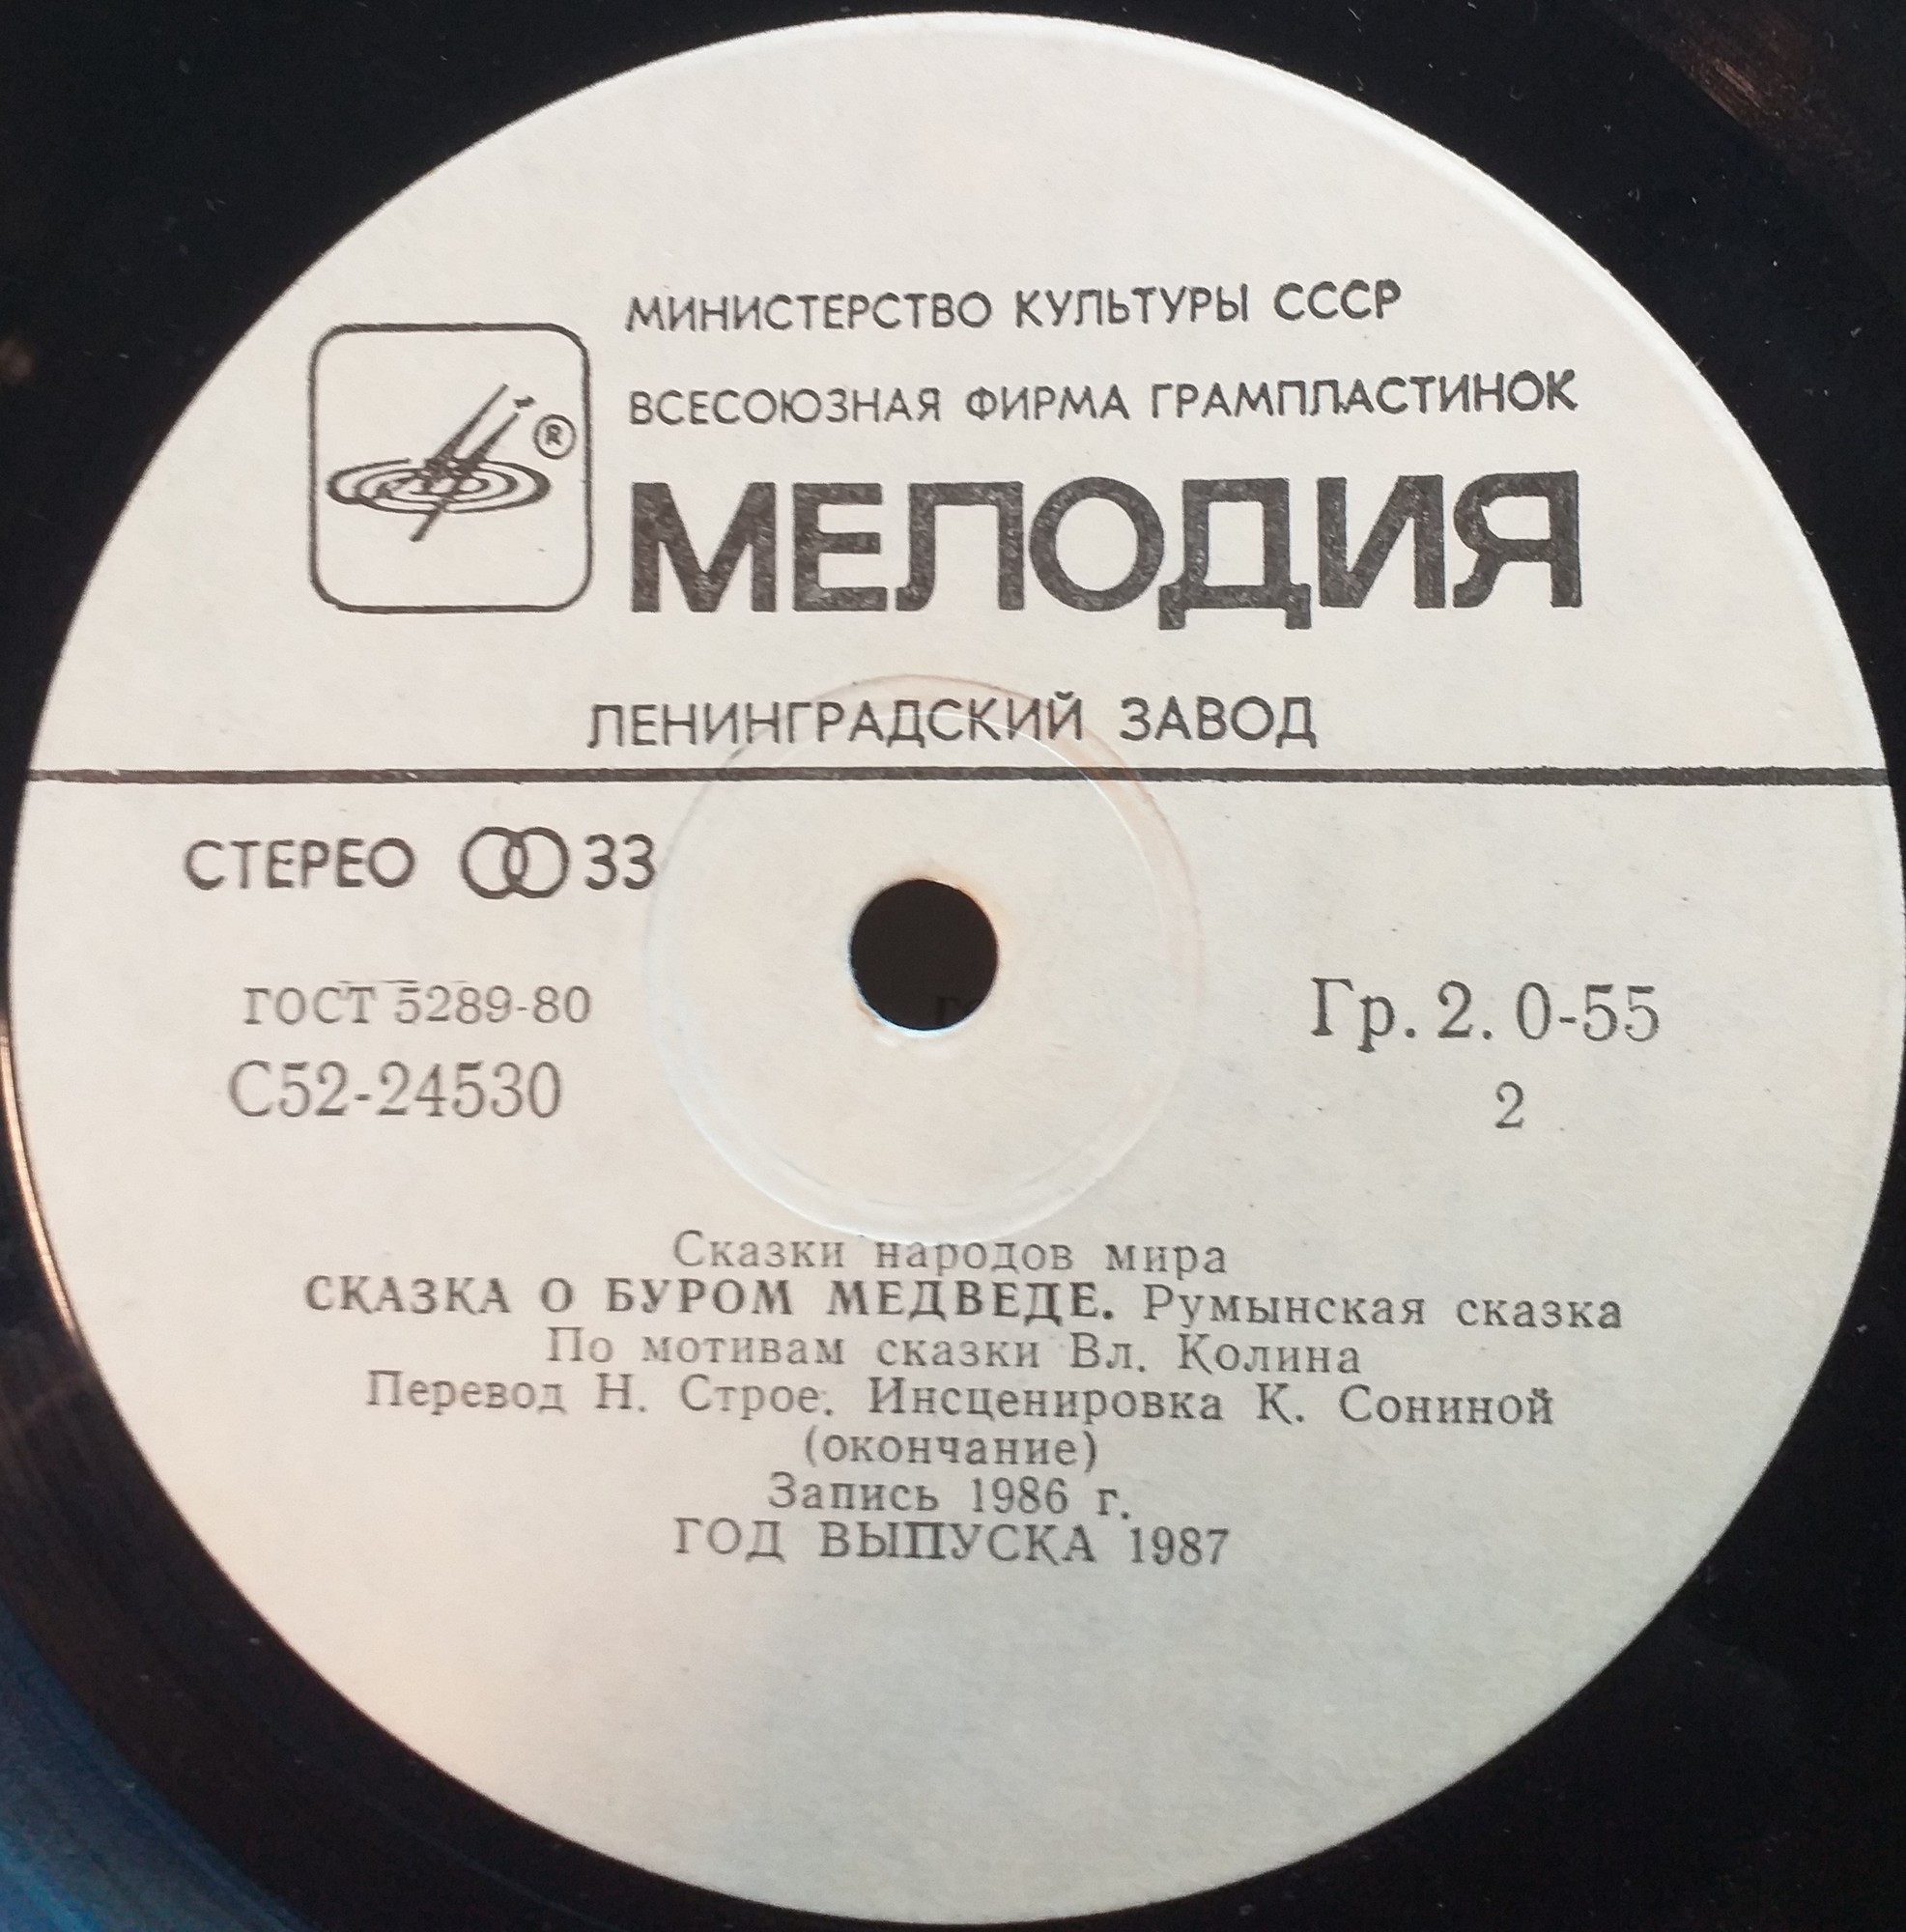 МИНИСТЕРСТВО КУЛЬТУРЫ СССР
ВСЕСОЮЗНАЯ ФИРМА ГРАМПЛАСТИНОК
®
МЕЛОДИЯ
ЛЕНИНГРАДСКИЙ ЗАВОД
СТЕРЕО 33
ГОСТ 5289-80
С52-24530
Гр. 2. 0-55
2
Сказки народов мира
СКАЗКА О БУРОМ МЕДВЕДЕ. Румынская сказка
По мотивам сказки Вл. Колина
Перевод Н. Строе. Инсценировка К. Сониной
(окончание)
Запись 1986 г.
ГОД ВЫПУСКА 1987